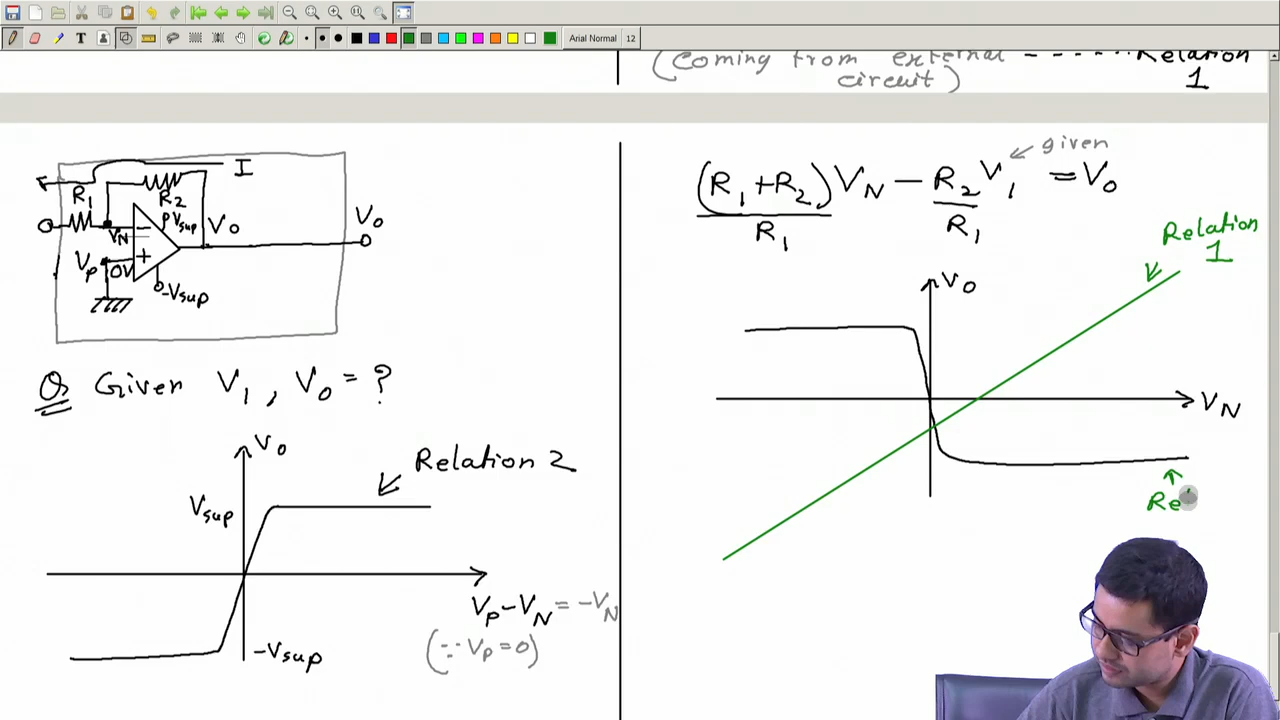 Arial Normal 12
(Coming from external
circuit)
Relation
1
I
R1
R2
VN
Vsup
Vo
Vo
Vp
0V
-Vsup
Q Given V1, Vo = ?
Vo
Relation 2
Vsup
Vp-VN = -VN
(∵ Vp = 0)
-Vsup
given
(R1+R2)/R1 VN - R2/R1 V1 = Vo
Relation
1
Vo
VN
Re